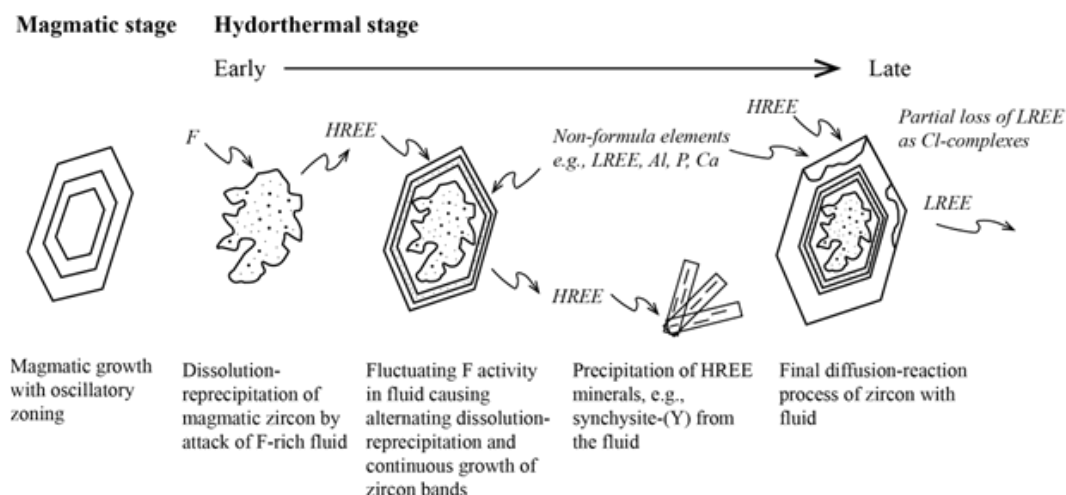 Magmatic stage
Hydorthermal stage
Early
Late
F
HREE
Non-formula elements
e.g., LREE, Al, P, Ca
HREE
Partial loss of LREE
as Cl-complexes
LREE
HREE
Magmatic growth
with oscillatory
zoning
Dissolution-
reprecipitation of
magmatic zircon by
attack of F-rich fluid
Fluctuating F activity
in fluid causing
alternating dissolution-
reprecipitation and
continuous growth of
zircon bands
Precipitation of HREE
minerals, e.g.,
synchysite-(Y) from
the fluid
Final diffusion-reaction
process of zircon with
fluid